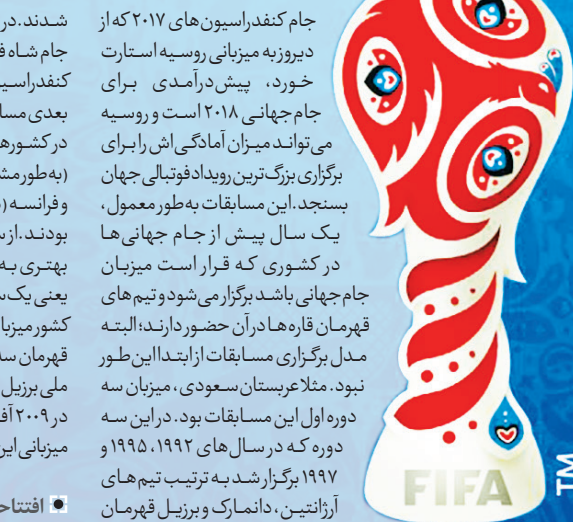 جام کنفدراسیون‌های ۲۰۱۷ که از
دیروز به میزبانی روسیه استارت
خورد، پیش‌درآمدی برای
جام‌جهانی ۲۰۱۸ است و روسیه
می‌تواند میزان آمادگی‌اش را برای
برگزاری بزرگ‌ترین رویداد فوتبالی جهان
بسنجد. این مسابقات به‌طور معمول،
یک سال پیش از جام جهانی‌ها
در کشوری که قرار است میزبان
جام جهانی باشد برگزار می‌شود و تیم‌های
قهرمان قاره‌ها در آن حضور دارند؛ البته
مدل برگزاری مسابقات از ابتدا این‌طور
نبود. مثلا عربستان سعودی، میزبان سه
دوره اول این مسابقات بود. در این سه
دوره که در سال‌های ۱۹۹۲، ۱۹۹۵ و
۱۹۹۷ برگزار شد به ترتیب تیم‌های
آرژانتین، دانمارک و برزیل قهرمان
شدند. در
جام شاه ف
کنفدراسی
بعدی مسا
در کشورها
(به‌طور مش
و فرانسه (
بودند. از س
بهتری به
یعنی یک س
کشور میزبا
قهرمان سه
ملی برزیل
در ۲۰۰۹ آف
میزبانی این
افتتاح
FIFA
TM